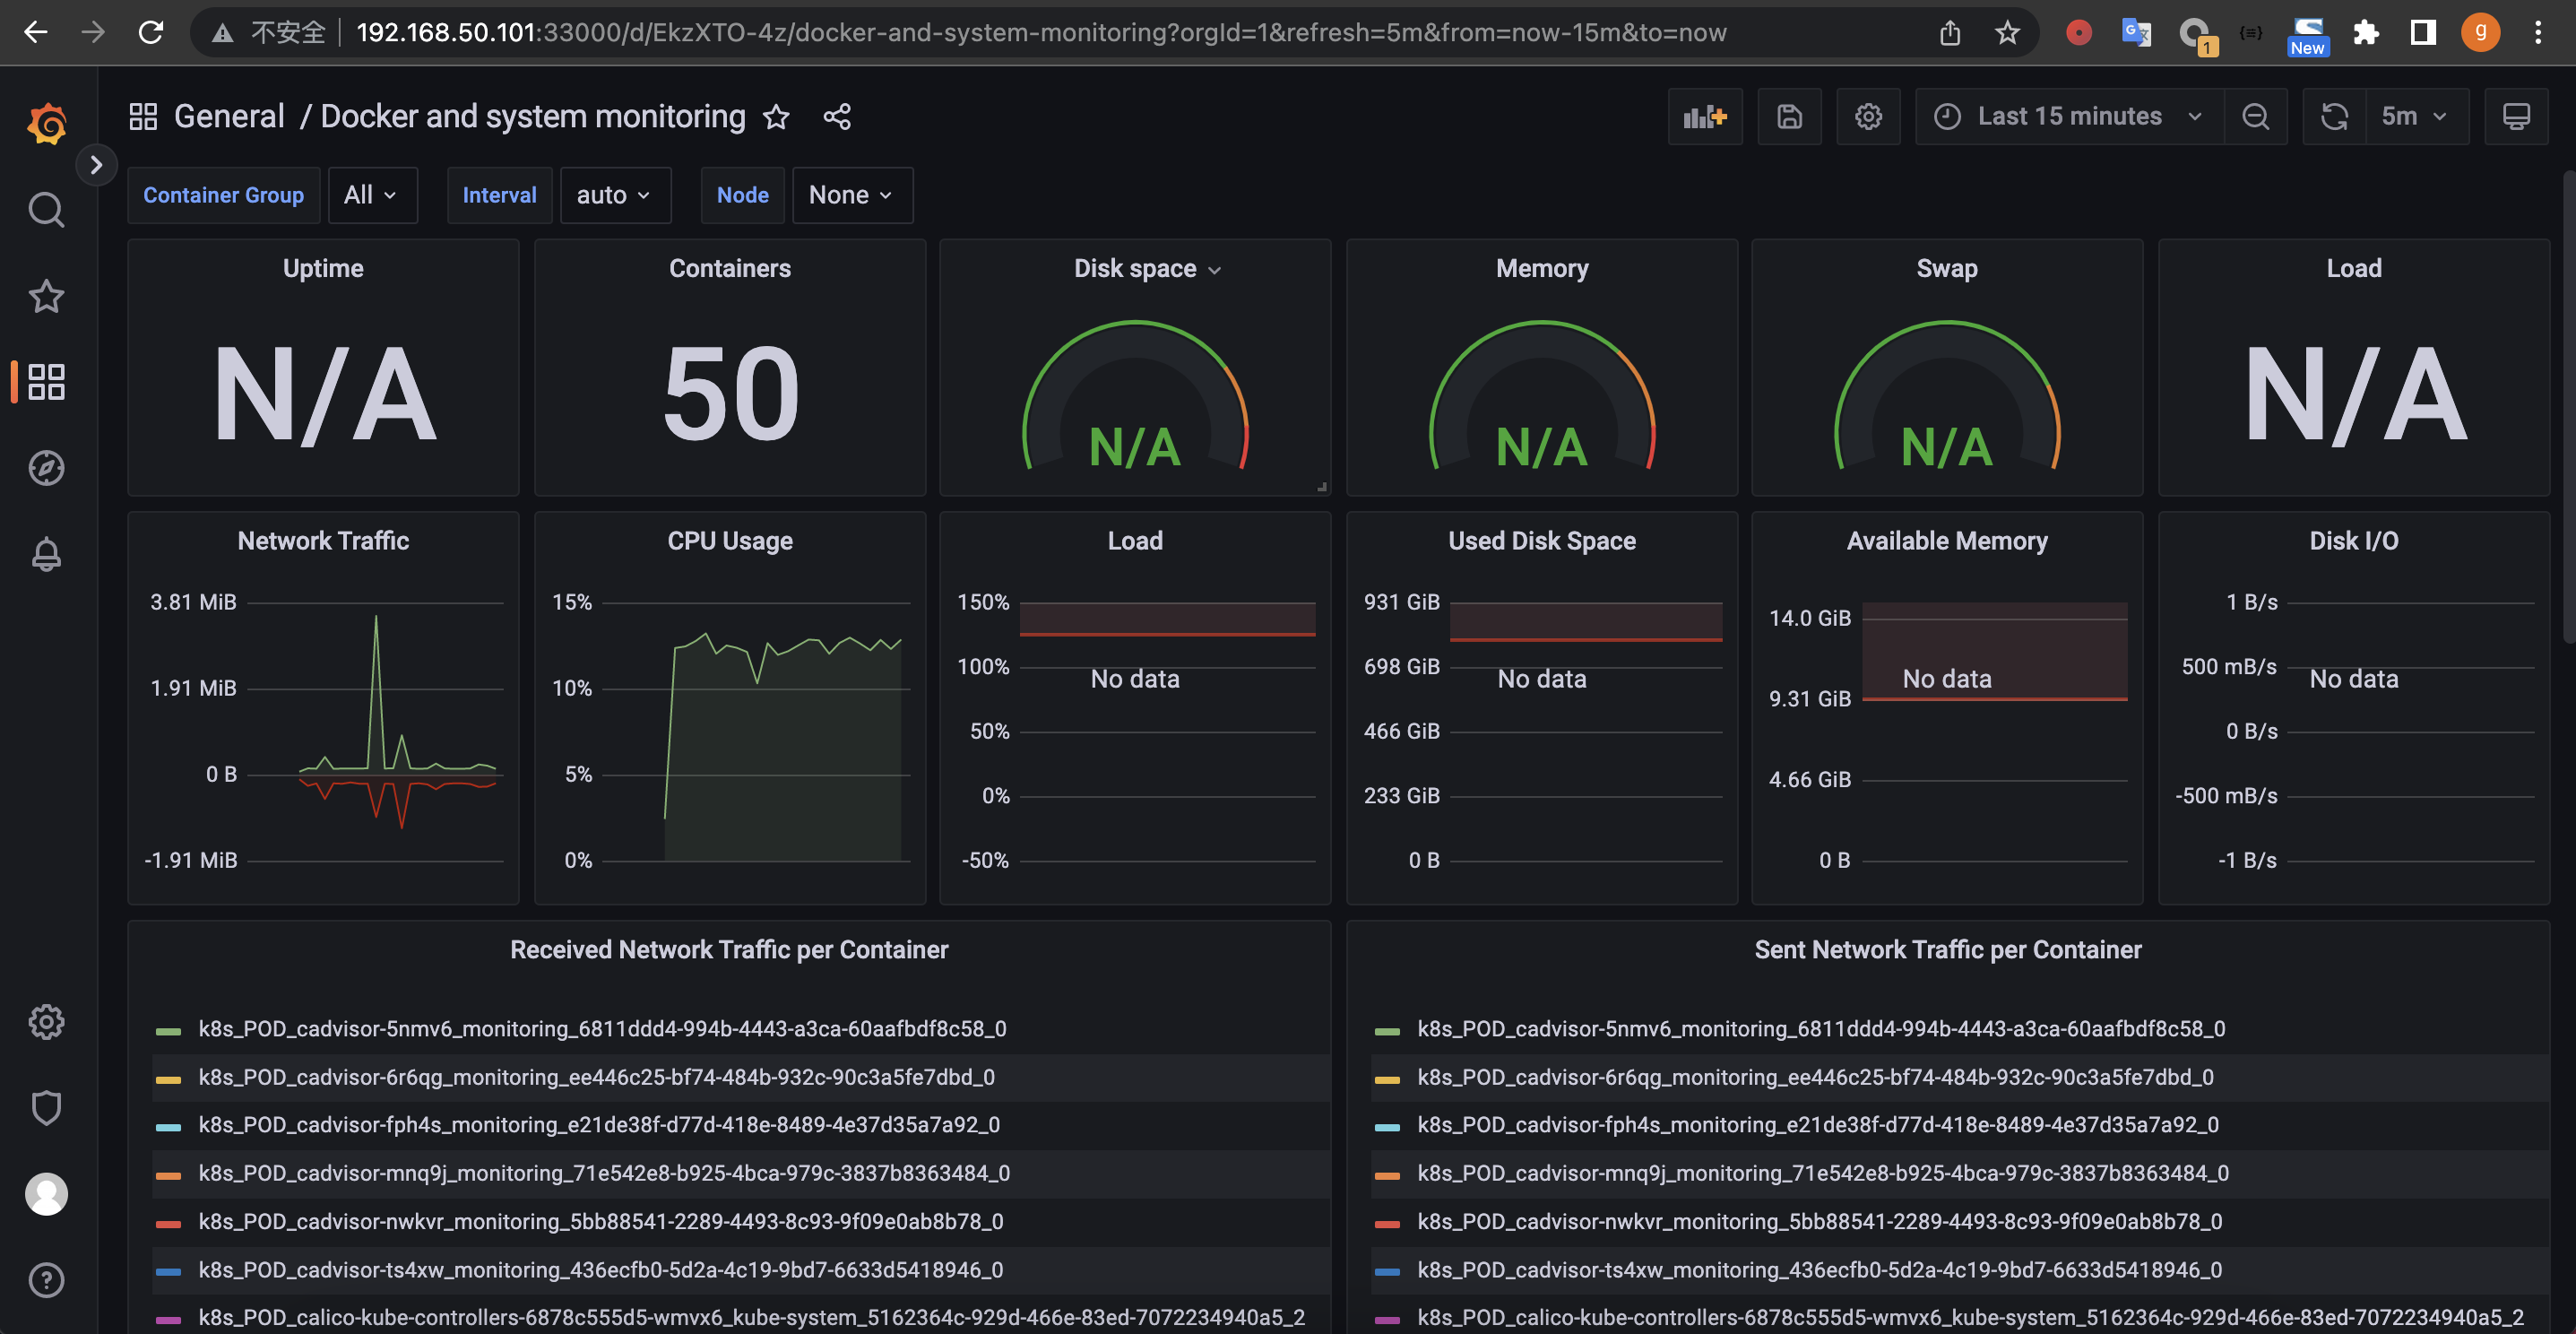 不安全 192.168.50.101:33000/d/EkzXTO-4z/docker-and-system-monitoring?orgId=1&refresh=5m&from=now-15m&to=now
1
New
g
General / Docker and system monitoring
Last 15 minutes
5m
Container Group All
Interval auto
Node None
Uptime
N/A
Containers
50
Disk space
N/A
Memory
N/A
Swap
N/A
Load
N/A
Network Traffic
3.81 MiB
1.91 MiB
0 B
-1.91 MiB
CPU Usage
15%
10%
5%
0%
Load
150%
100%
50%
0%
-50%
No data
Used Disk Space
931 GiB
698 GiB
466 GiB
233 GiB
0 B
No data
Available Memory
14.0 GiB
9.31 GiB
4.66 GiB
0 B
No data
Disk I/O
1 B/s
500 mB/s
0 B/s
-500 mB/s
-1 B/s
No data
Received Network Traffic per Container
k8s_POD_cadvisor-5nmv6_monitoring_6811ddd4-994b-4443-a3ca-60aafbdf8c58_0
k8s_POD_cadvisor-6r6qg_monitoring_ee446c25-bf74-484b-932c-90c3a5fe7dbd_0
k8s_POD_cadvisor-fph4s_monitoring_e21de38f-d77d-418e-8489-4e37d35a7a92_0
k8s_POD_cadvisor-mnq9j_monitoring_71e542e8-b925-4bca-979c-3837b8363484_0
k8s_POD_cadvisor-nwkvr_monitoring_5bb88541-2289-4493-8c93-9f09e0ab8b78_0
k8s_POD_cadvisor-ts4xw_monitoring_436ecfb0-5d2a-4c19-9bd7-6633d5418946_0
k8s_POD_calico-kube-controllers-6878c555d5-wmvx6_kube-system_5162364c-929d-466e-83ed-7072234940a5_2
Sent Network Traffic per Container
k8s_POD_cadvisor-5nmv6_monitoring_6811ddd4-994b-4443-a3ca-60aafbdf8c58_0
k8s_POD_cadvisor-6r6qg_monitoring_ee446c25-bf74-484b-932c-90c3a5fe7dbd_0
k8s_POD_cadvisor-fph4s_monitoring_e21de38f-d77d-418e-8489-4e37d35a7a92_0
k8s_POD_cadvisor-mnq9j_monitoring_71e542e8-b925-4bca-979c-3837b8363484_0
k8s_POD_cadvisor-nwkvr_monitoring_5bb88541-2289-4493-8c93-9f09e0ab8b78_0
k8s_POD_cadvisor-ts4xw_monitoring_436ecfb0-5d2a-4c19-9bd7-6633d5418946_0
k8s_POD_calico-kube-controllers-6878c555d5-wmvx6_kube-system_5162364c-929d-466e-83ed-7072234940a5_2